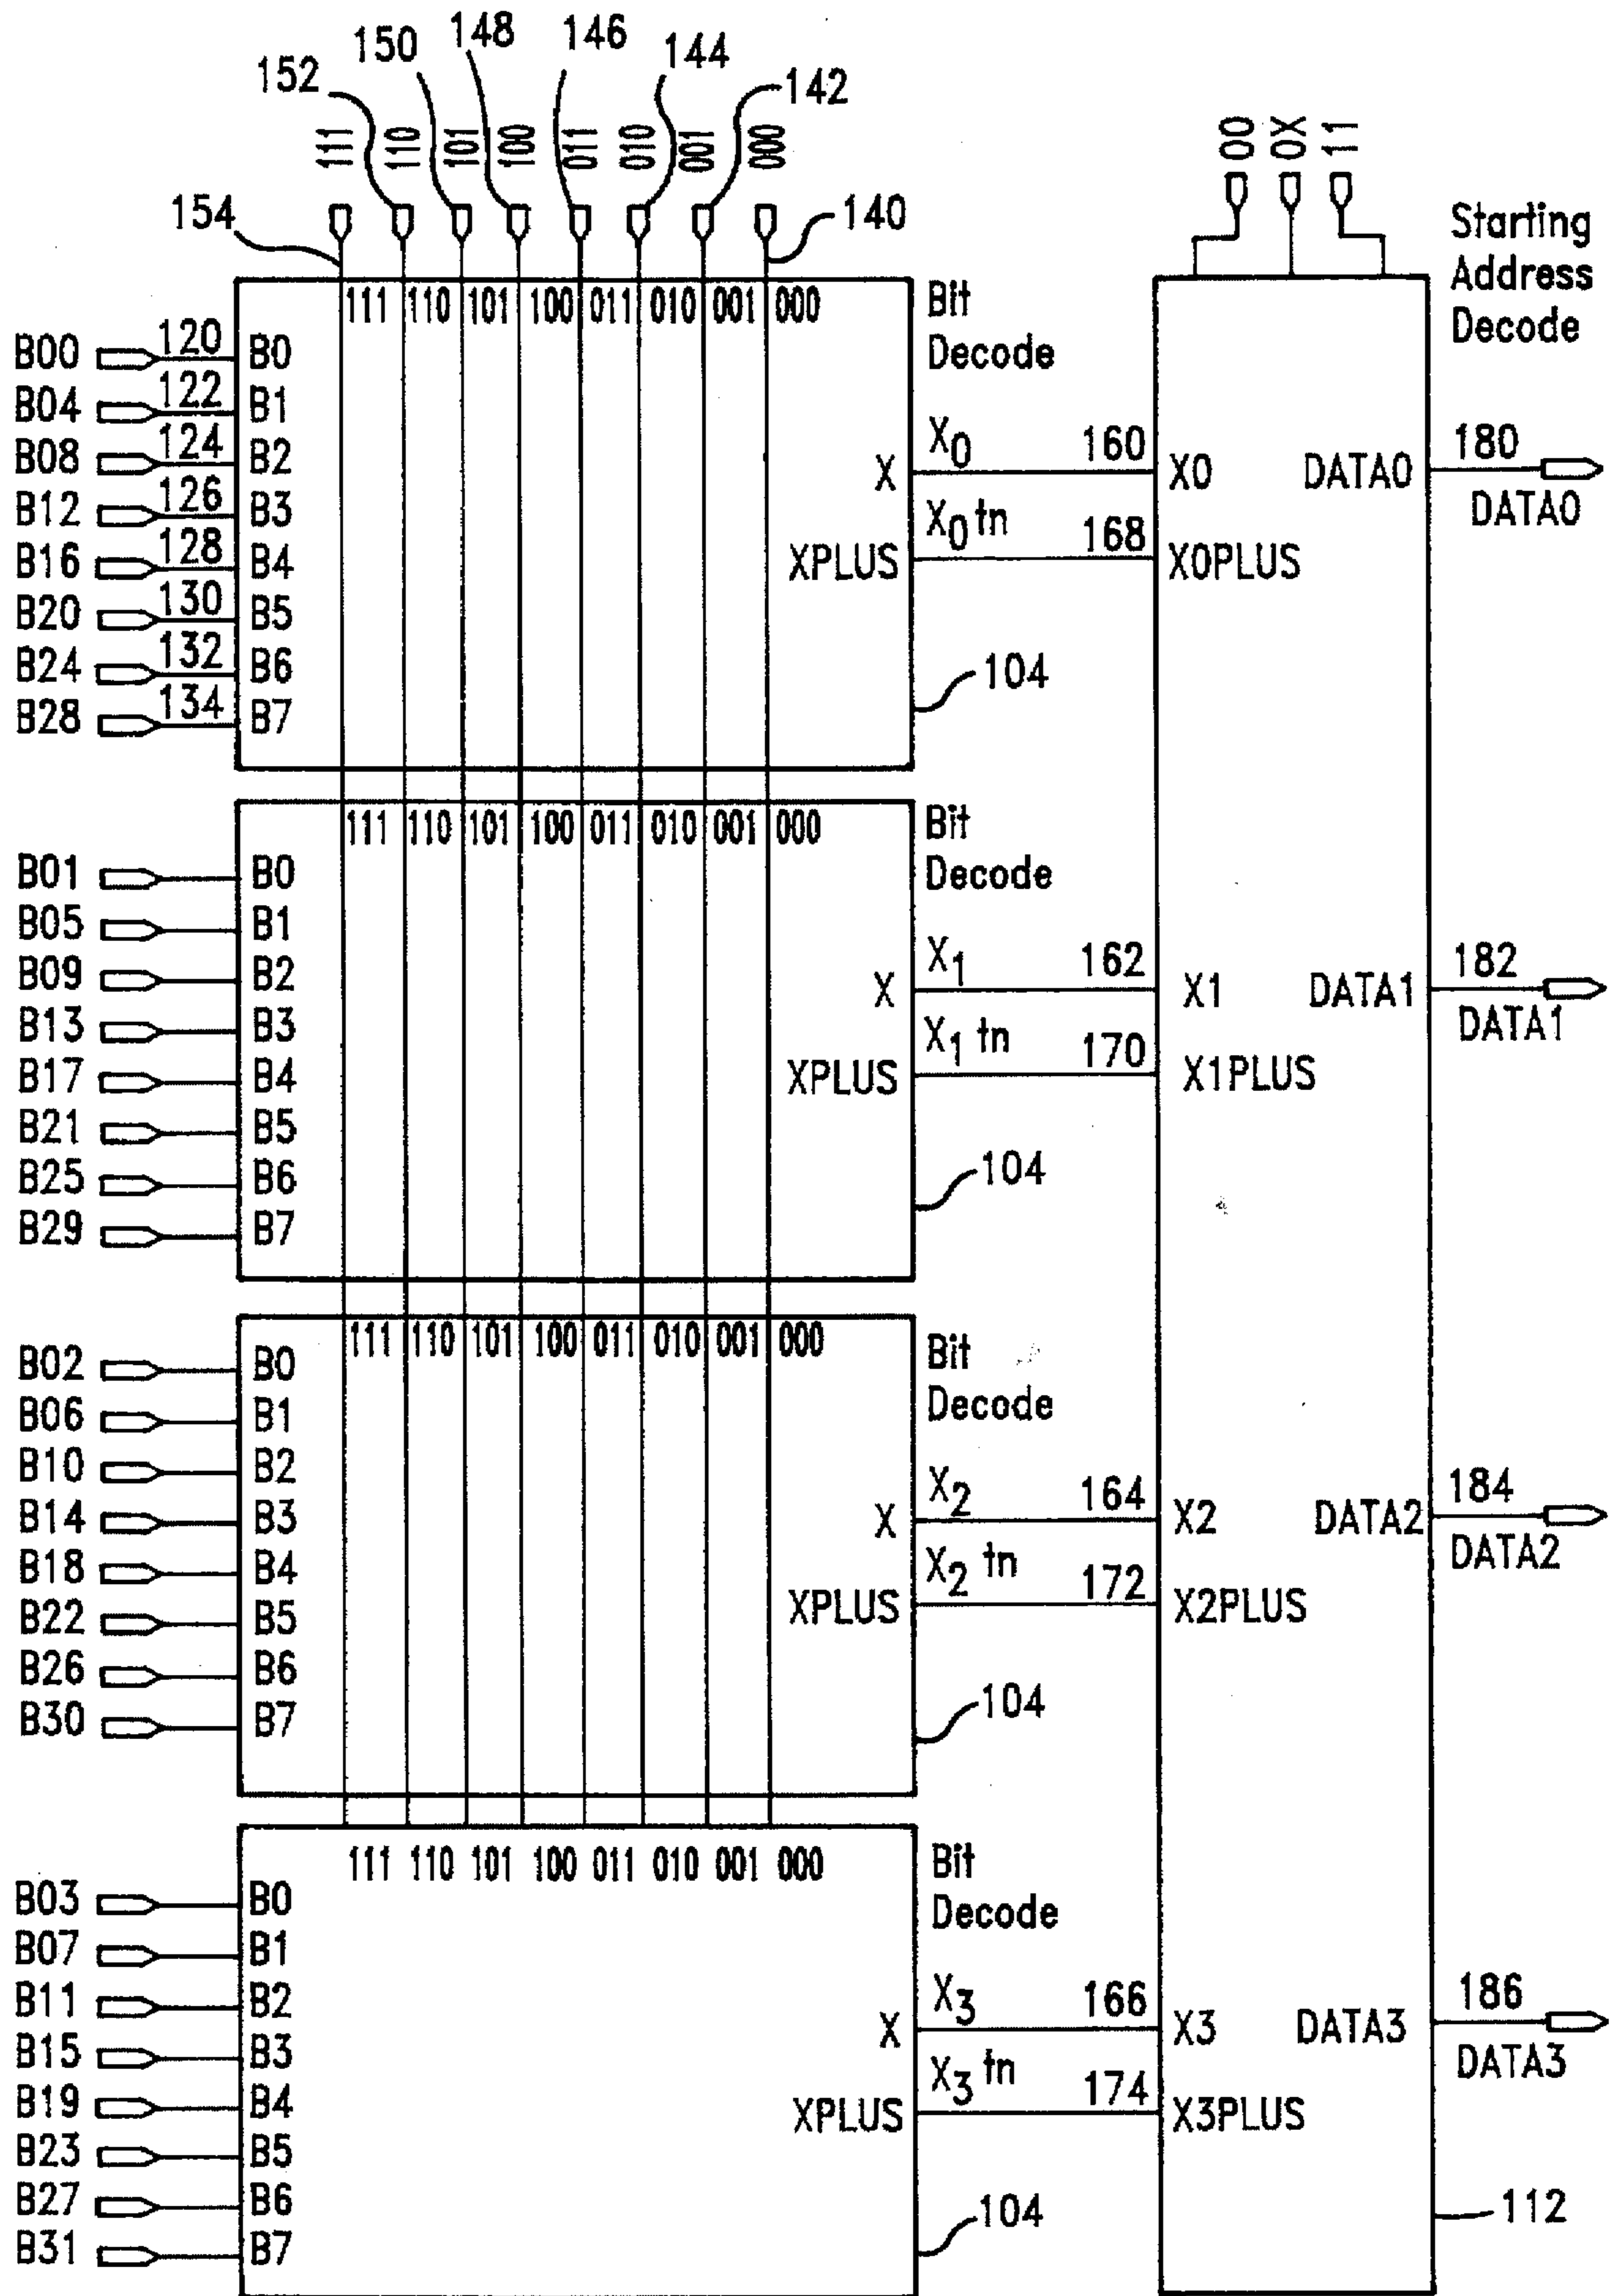 152 150 148 146 144 142
111 110 101 100 011 010 001 000
154 140
00 0X 11
Starting
Address
Decode
111 110 101 100 011 010 001 000
Bit
Decode
B00 120 B0
B04 122 B1
B08 124 B2
B12 126 B3
B16 128 B4
B20 130 B5
B24 132 B6
B28 134 B7
X X0 160 X0 DATA0 180
DATA0
XPLUS X0 tn 168 X0PLUS
104
111 110 101 100 011 010 001 000
Bit
Decode
B01 B0
B05 B1
B09 B2
B13 B3
B17 B4
B21 B5
B25 B6
B29 B7
X X1 162 X1 DATA1 182
DATA1
XPLUS X1 tn 170 X1PLUS
104
111 110 101 100 011 010 001 000
Bit
Decode
B02 B0
B06 B1
B10 B2
B14 B3
B18 B4
B22 B5
B26 B6
B30 B7
X X2 164 X2 DATA2 184
DATA2
XPLUS X2 tn 172 X2PLUS
104
111 110 101 100 011 010 001 000
Bit
Decode
B03 B0
B07 B1
B11 B2
B15 B3
B19 B4
B23 B5
B27 B6
B31 B7
X X3 166 X3 DATA3 186
DATA3
XPLUS X3 tn 174 X3PLUS
104
112